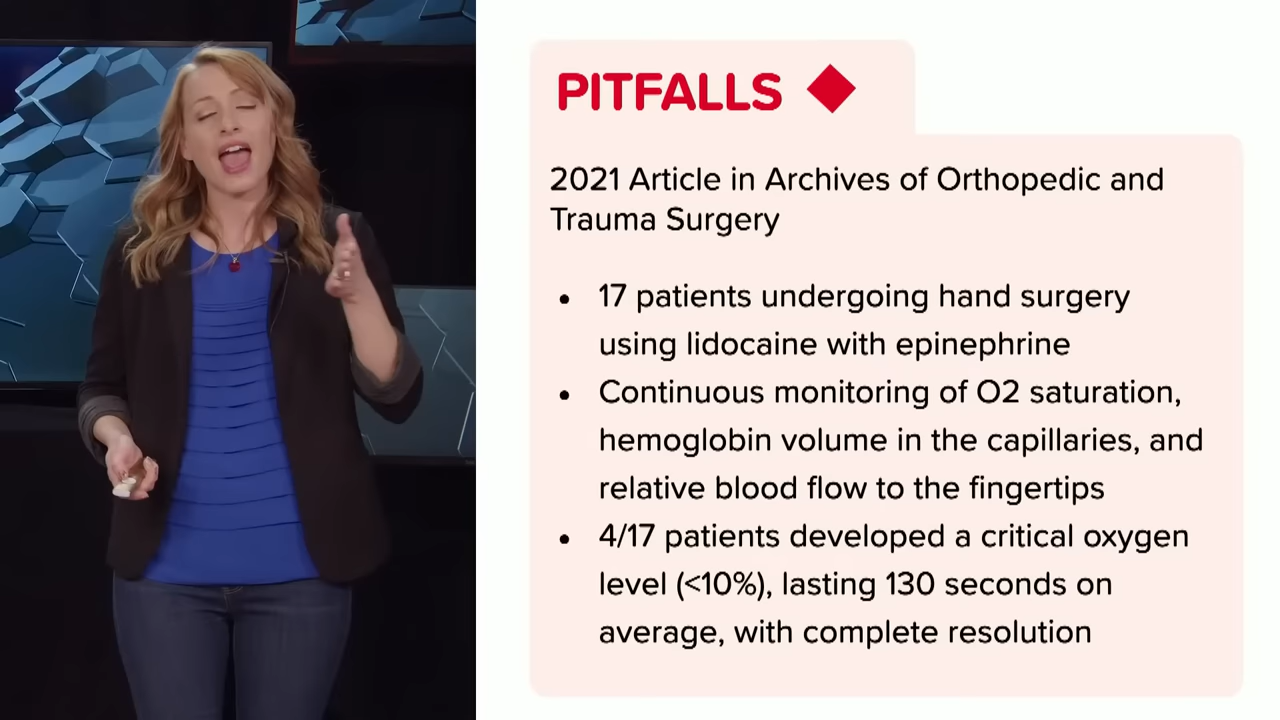 PITFALLS
2021 Article in Archives of Orthopedic and
Trauma Surgery
• 17 patients undergoing hand surgery
using lidocaine with epinephrine
• Continuous monitoring of O2 saturation,
hemoglobin volume in the capillaries, and
relative blood flow to the fingertips
• 4/17 patients developed a critical oxygen
level (<10%), lasting 130 seconds on
average, with complete resolution